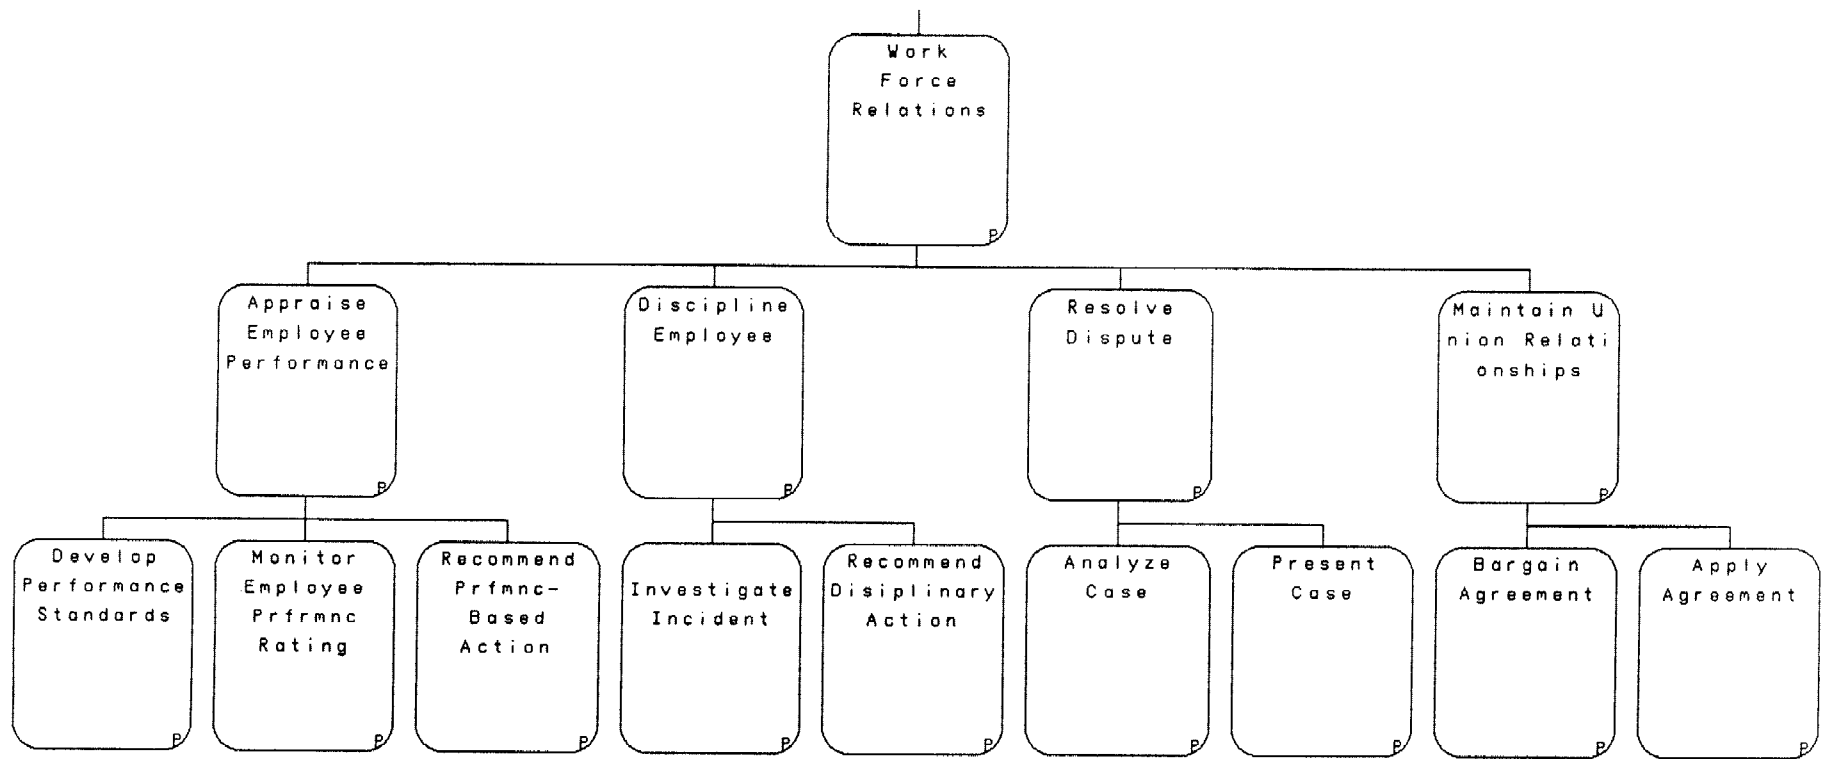 Work
Force
Relations
P
Appraise
Employee
Performance
P
Discipline
Employee
P
Resolve
Dispute
P
Maintain U
nion Relati
onships
P
Develop
Performance
Standards
P
Monitor
Employee
Prfrmnc
Rating
P
Recommend
Prfmnc-
Based
Action
P
Investigate
Incident
P
Recommend
Disiplinary
Action
P
Analyze
Case
P
Present
Case
P
Bargain
Agreement
P
Apply
Agreement
P